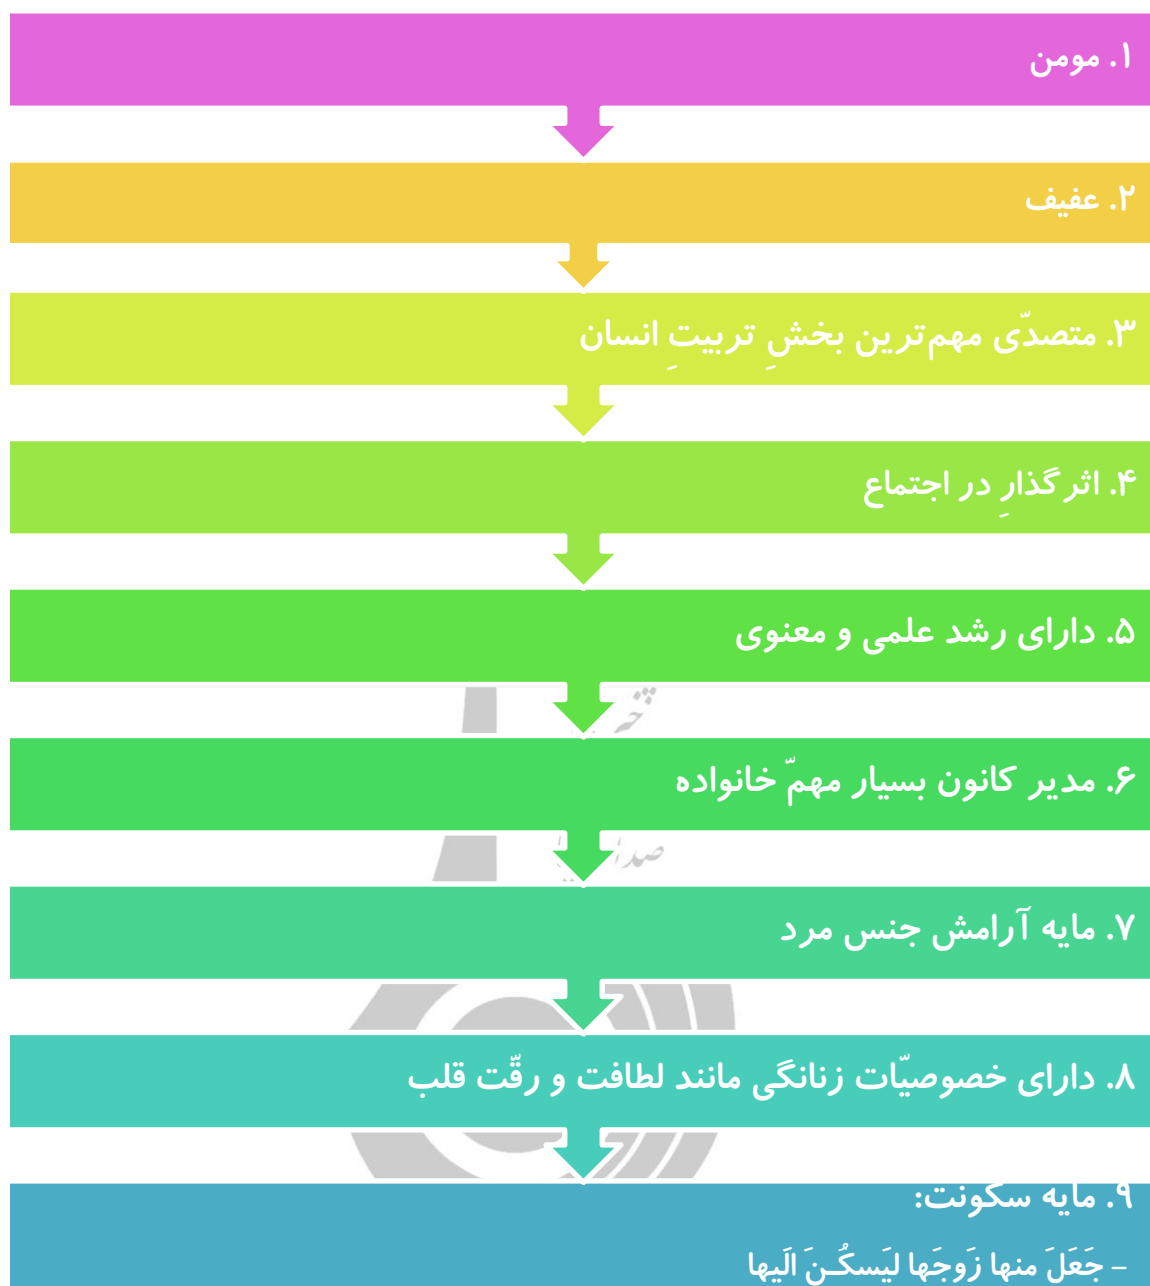 ۱. مومن
۲. عفیف
۳. متصدّی مهم‌ترین بخشِ تربیتِ انسان
۴. اثرگذارِ در اجتماع
۵. دارای رشد علمی و معنوی
۶. مدیر کانون بسیار مهمّ خانواده
۷. مایه آرامش جنس مرد
۸. دارای خصوصیّات زنانگی مانند لطافت و رقّت قلب
۹. مایه سکونت:
- جَعَلَ منها زَوجَها لیَسکُـنَ الَیها